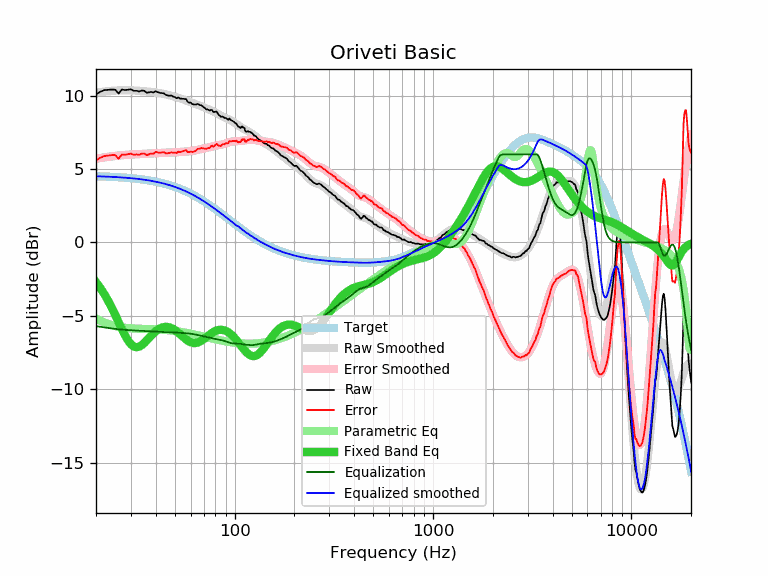 Oriveti Basic
Amplitude (dBr)
10
5
0
−5
−10
−15
Target
Raw Smoothed
Error Smoothed
Raw
Error
Parametric Eq
Fixed Band Eq
Equalization
Equalized smoothed
100
1000
10000
Frequency (Hz)